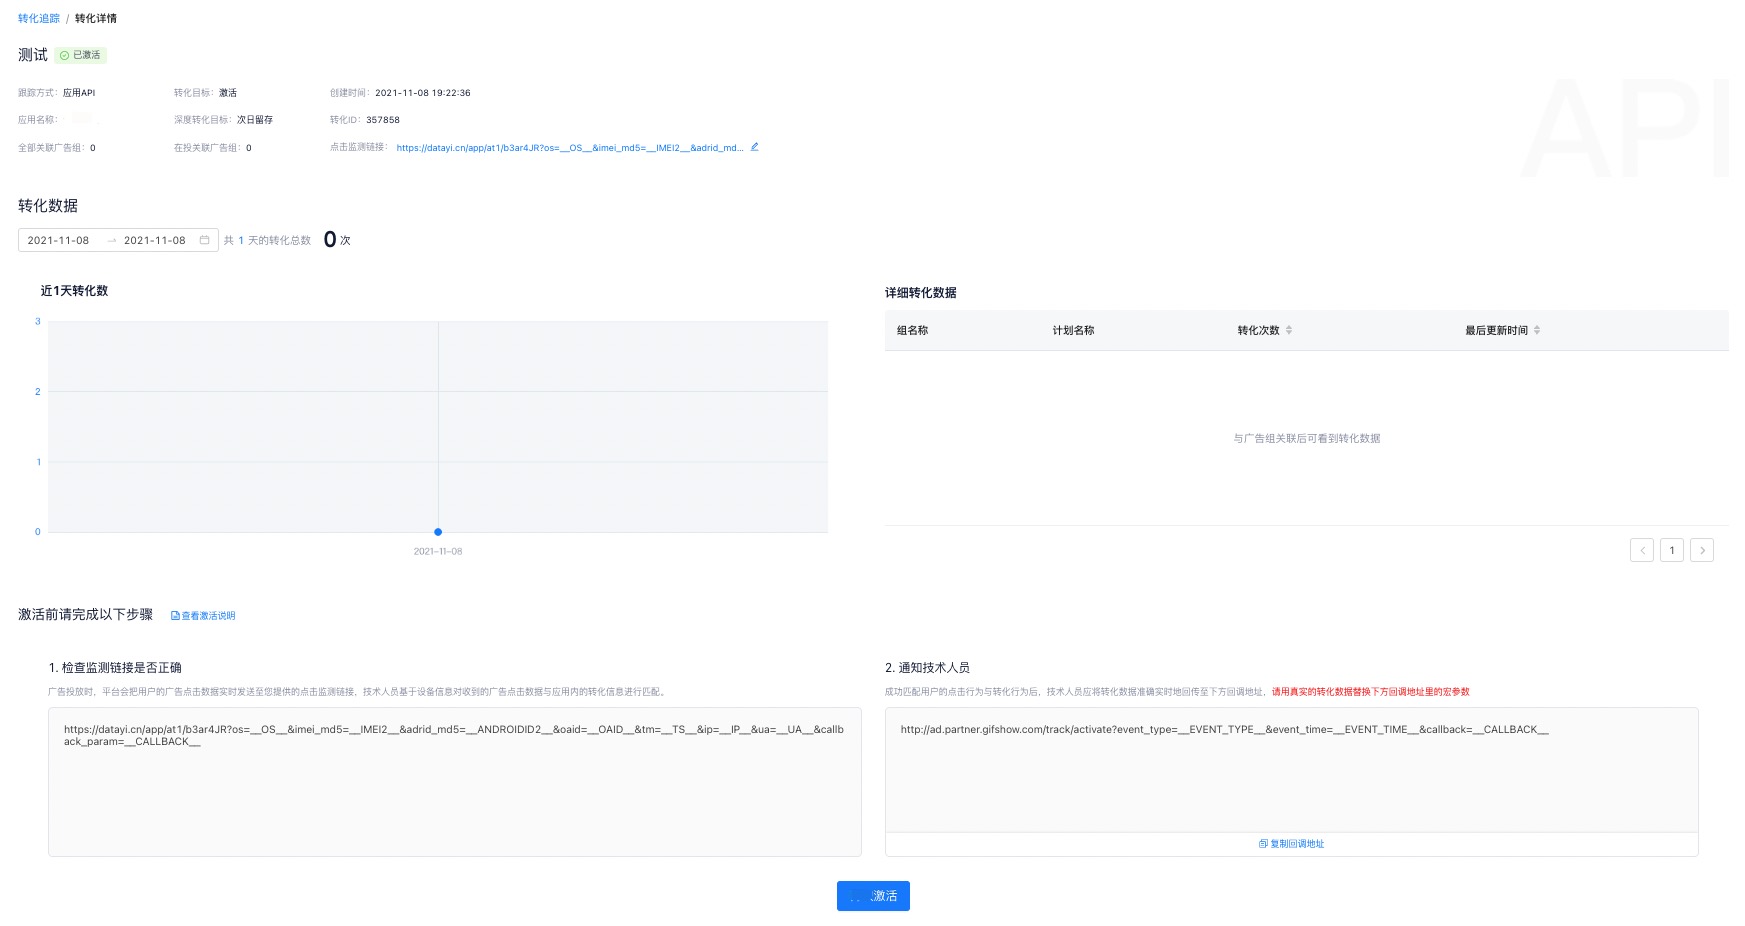 转化追踪 / 转化详情
测试 已激活
跟踪方式: 应用API 转化目标: 激活 创建时间: 2021-11-08 19:22:36
应用名称: 深度转化目标: 次日留存 转化ID: 357858
全部关联广告组: 0 在投关联广告组: 0 点击监测链接: https://datayi.cn/app/at1/b3ar4JR?os=__OS__&imei_md5=__IMEI2__&adrid_md...
API
转化数据
2021-11-08 → 2021-11-08 共 1 天的转化总数 0 次
近1天转化数
3
2
1
0
2021-11-08
详细转化数据
组名称 计划名称 转化次数 最后更新时间
与广告组关联后可看到转化数据
< 1 >
激活前请完成以下步骤 查看激活说明
1. 检查监测链接是否正确
广告投放时，平台会把用户的广告点击数据实时发送至您提供的点击监测链接，技术人员基于设备信息对收到的广告点击数据与应用内的转化信息进行匹配。
https://datayi.cn/app/at1/b3ar4JR?os=__OS__&imei_md5=__IMEI2__&adrid_md5=__ANDROIDID2__&oaid=__OAID__&tm=__TS__&ip=__IP__&ua=__UA__&callb
ack_param=__CALLBACK__
2. 通知技术人员
成功匹配用户的点击行为与转化行为后，技术人员应将转化数据准确实时地回传至下方回调地址，请用真实的转化数据替换下方回调地址里的宏参数
http://ad.partner.gifshow.com/track/activate?event_type=__EVENT_TYPE__&event_time=__EVENT_TIME__&callback=__CALLBACK__
复制回调地址
激活